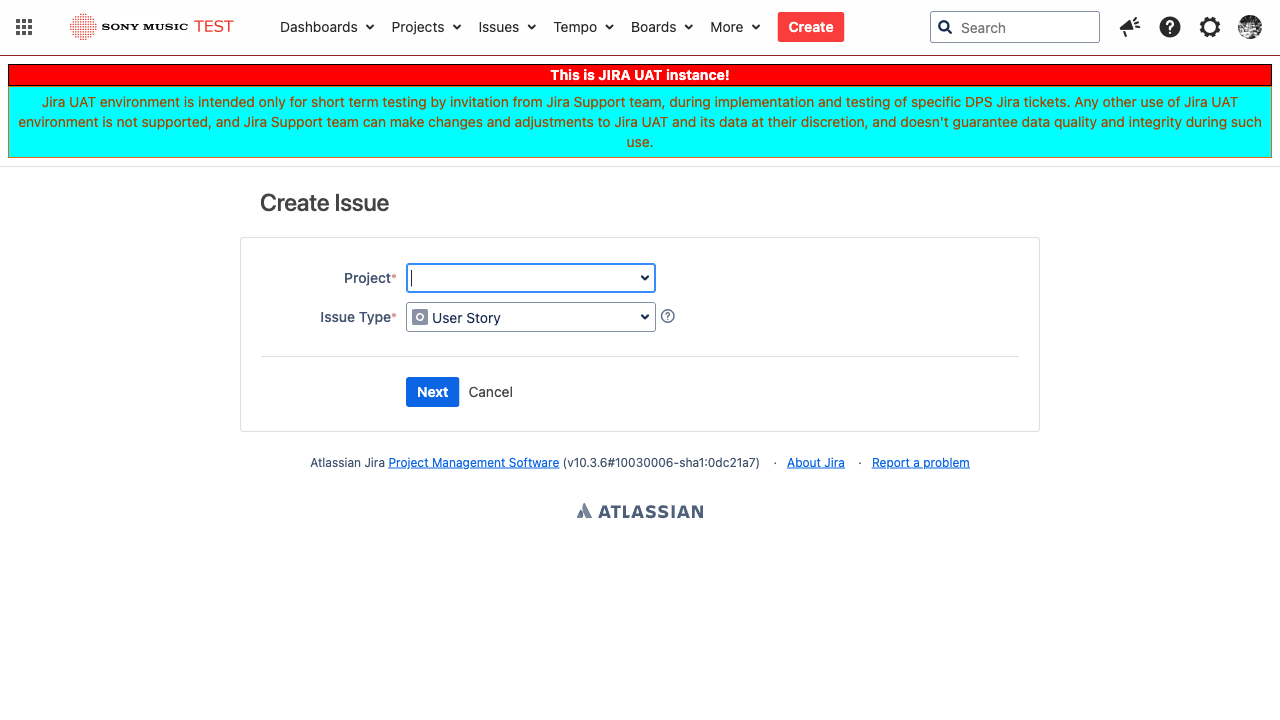 SONY MUSIC TEST
Dashboards Projects Issues Tempo Boards More Create Search
This is JIRA UAT instance!
Jira UAT environment is intended only for short term testing by invitation from Jira Support team, during implementation and testing of specific DPS Jira tickets. Any other use of Jira UAT
environment is not supported, and Jira Support team can make changes and adjustments to Jira UAT and its data at their discretion, and doesn't guarantee data quality and integrity during such
use.
Create Issue
Project*
Issue Type* User Story
Next Cancel
Atlassian Jira Project Management Software (v10.3.6#10030006-sha1:0dc21a7) · About Jira · Report a problem
ATLASSIAN